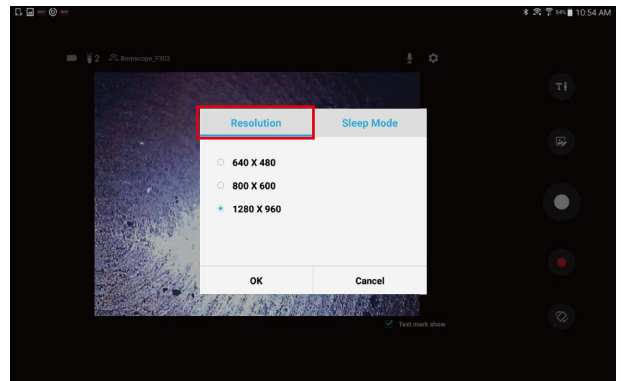 84% 10:54 AM
2 Borescope_F303
T
Resolution Sleep Mode
640 X 480
800 X 600
1280 X 960
OK Cancel
Text mark show